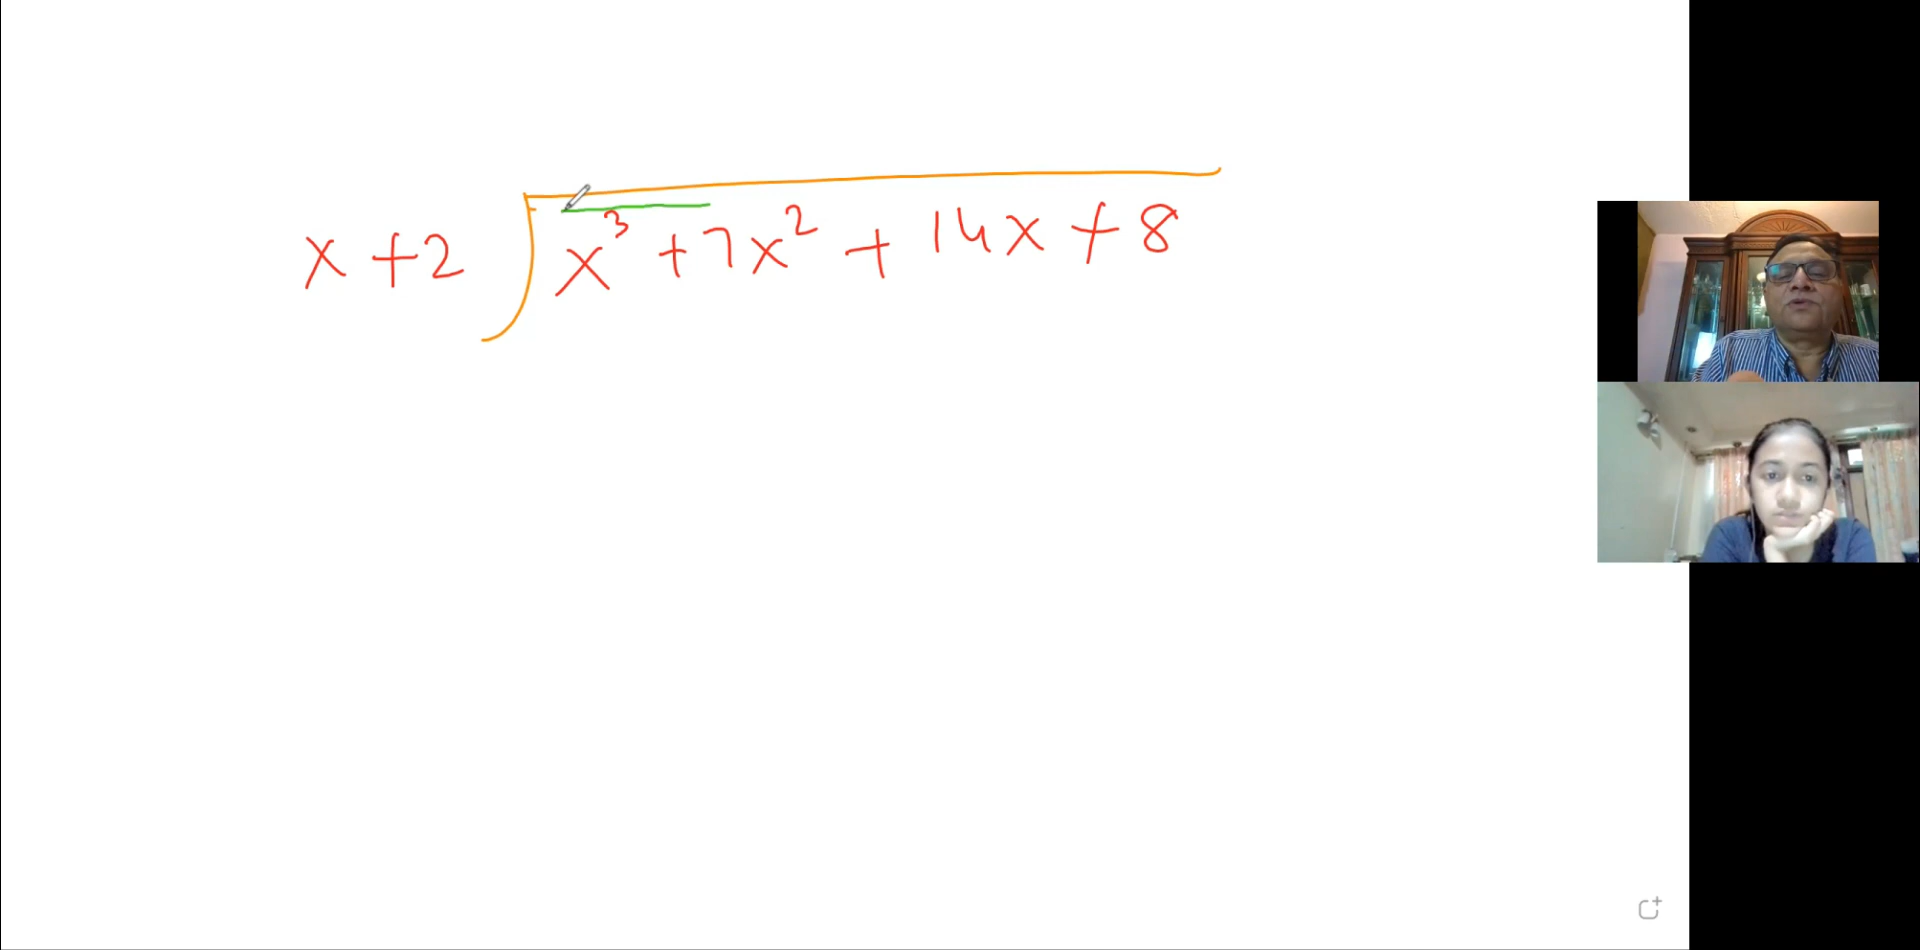 x + 2 ) x³ + 7x² + 14x + 8